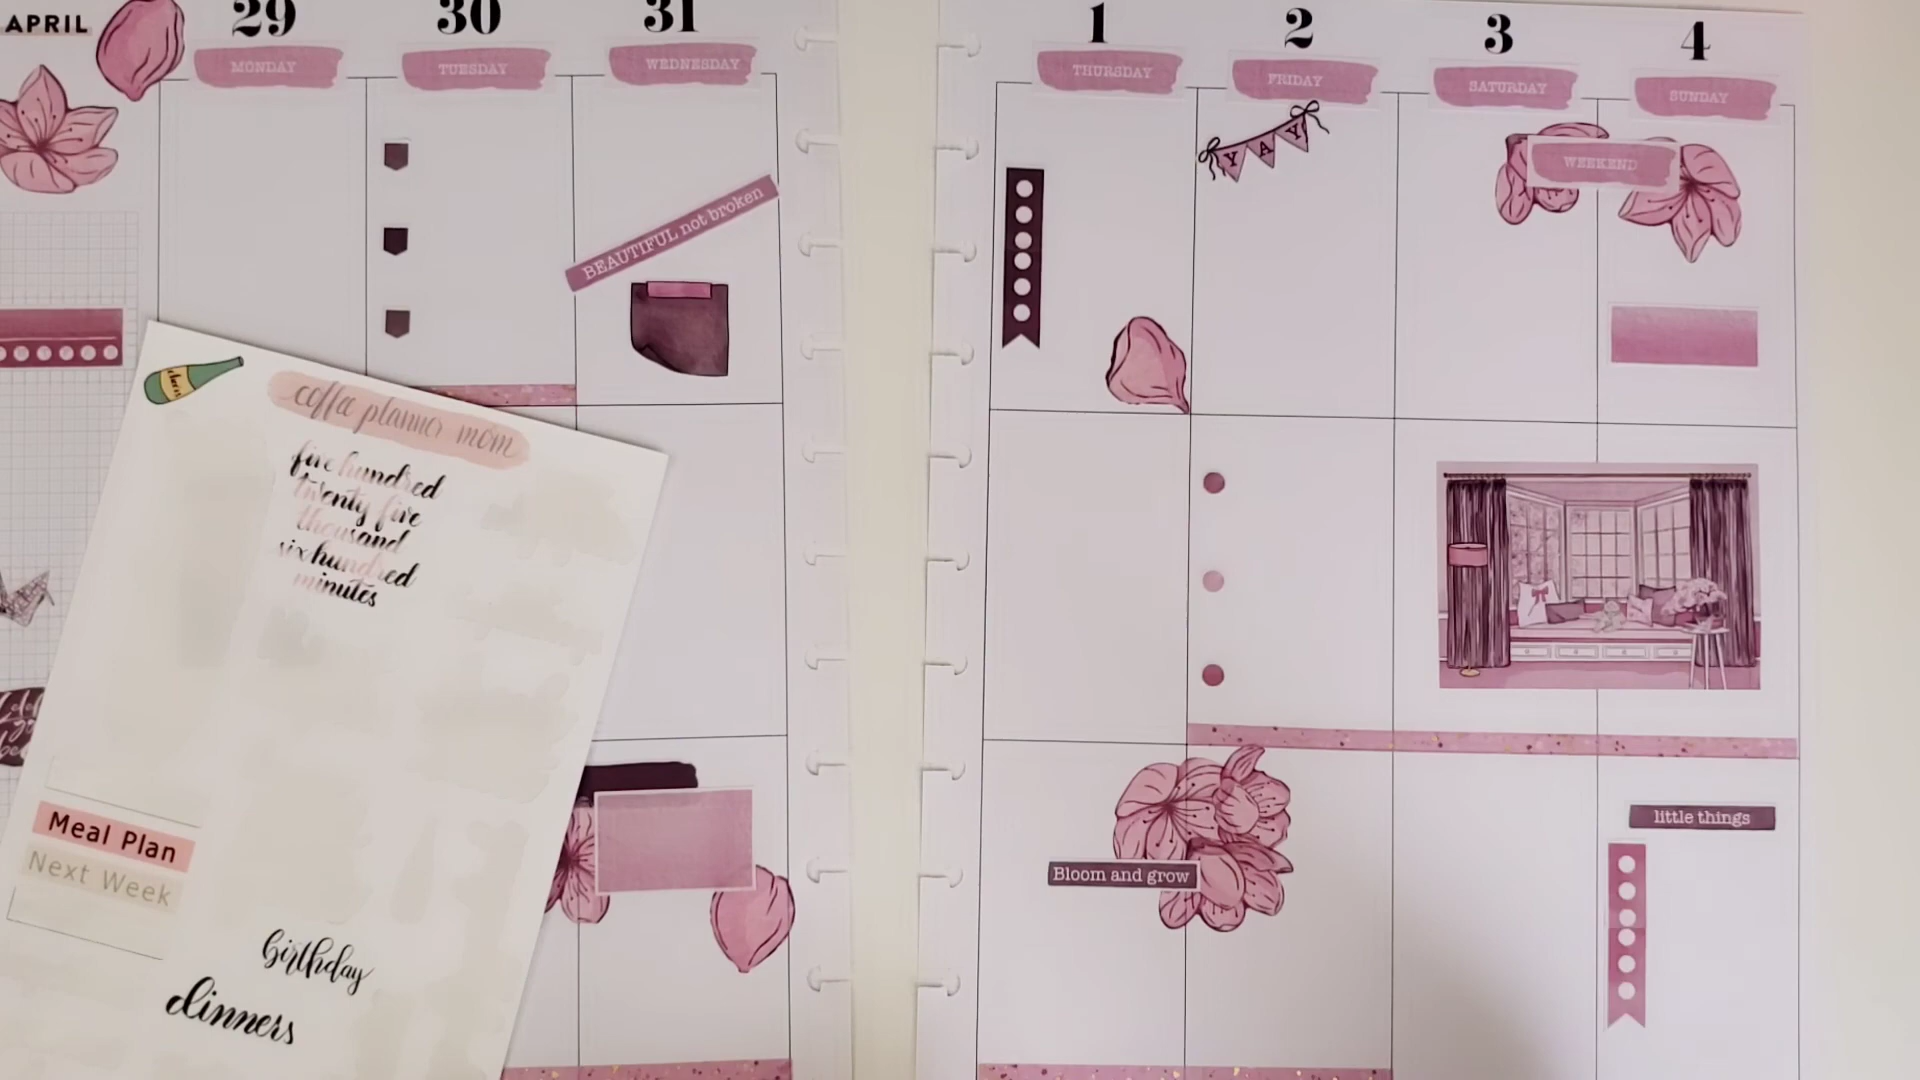 APRIL
29
30
31
1
2
3
4
MONDAY
TUESDAY
WEDNESDAY
THURSDAY
FRIDAY
SATURDAY
SUNDAY
YAY
WEEKEND
BEAUTIFUL not broken
cheers
coffee planner mom
five hundred
twenty five
thousand
six hundred
minutes
Meal Plan
Next Week
birthday
dinners
Bloom and grow
little things